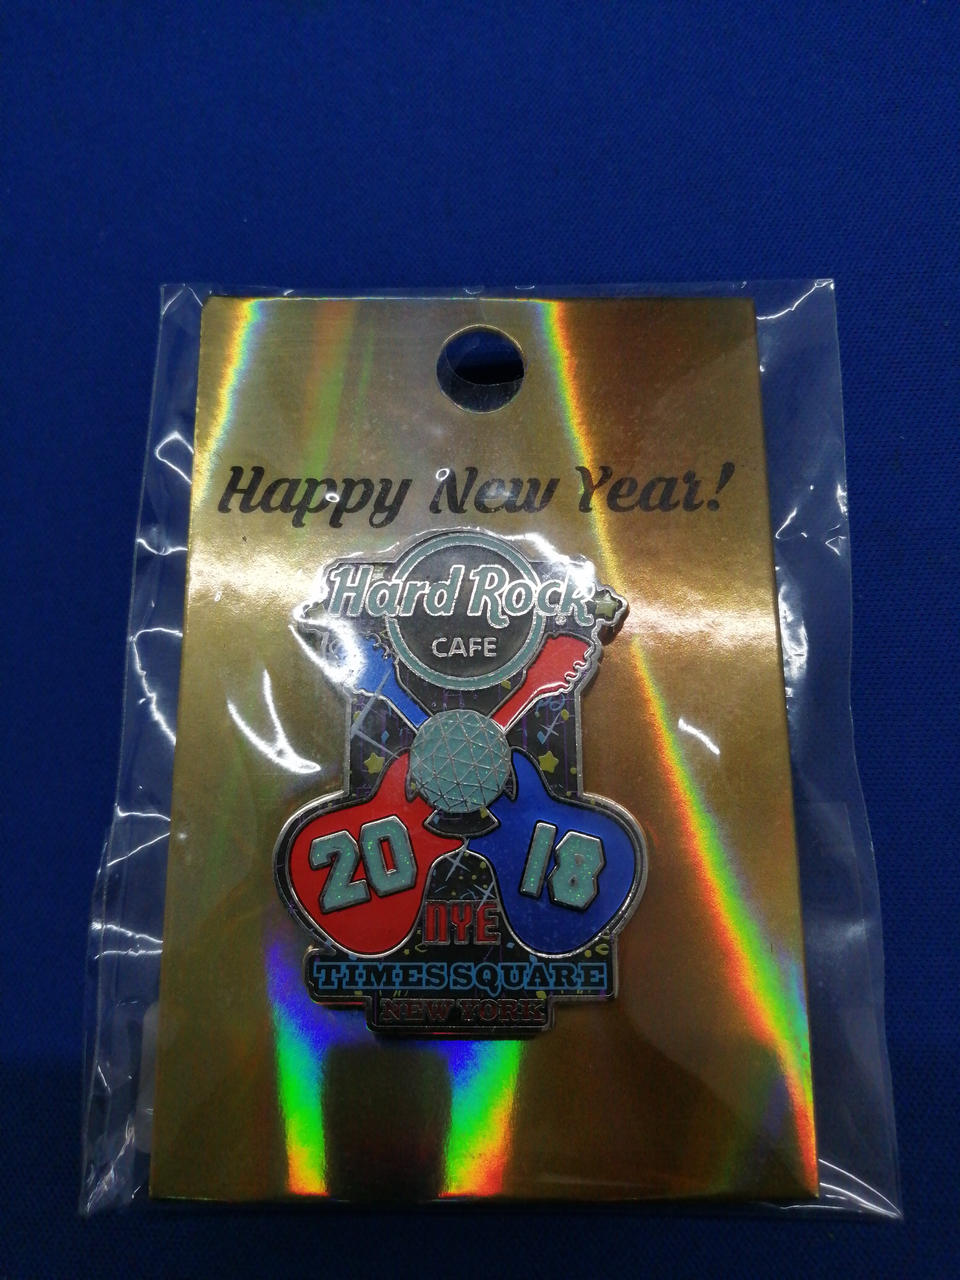 Happy New Year!
Hard Rock
CAFE
20 18
NYE
TIMES SQUARE
NEW YORK